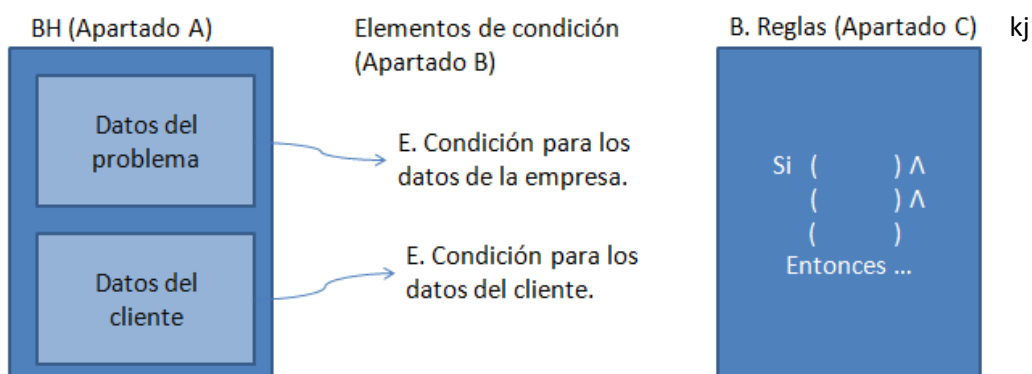 BH (Apartado A)
Datos del
problema
Datos del
cliente
Elementos de condición
(Apartado B)
E. Condición para los
datos de la empresa.
E. Condición para los
datos del cliente.
B. Reglas (Apartado C)
Si ( ) Λ
( ) Λ
( )
Entonces ...
kj